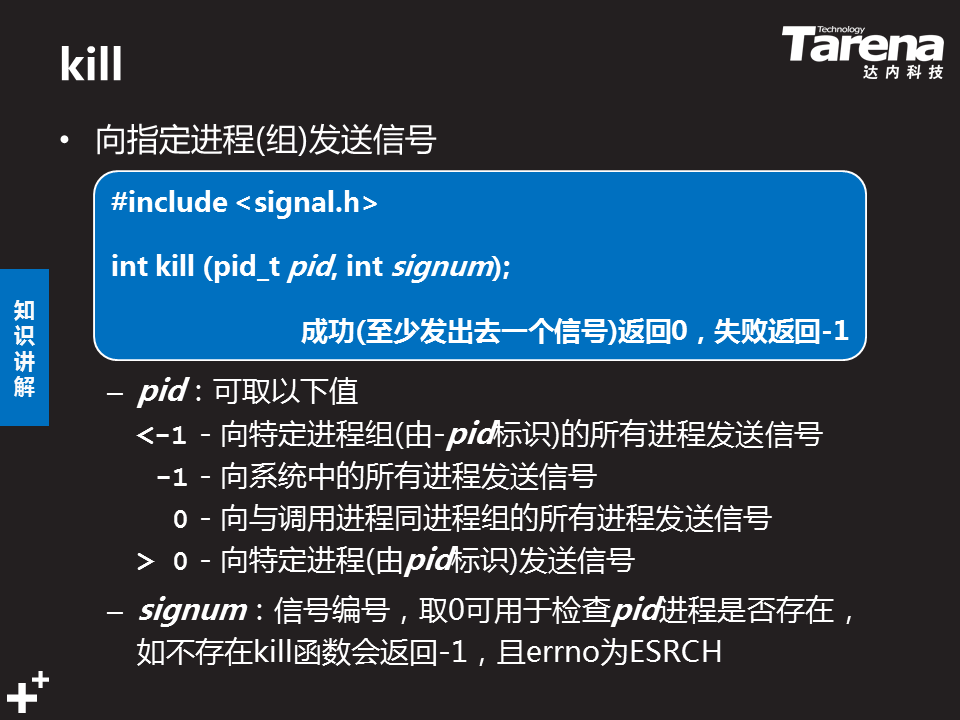 kill
Technology
Tarena
达内科技
• 向指定进程(组)发送信号
#include <signal.h>
int kill (pid_t pid, int signum);
成功(至少发出去一个信号)返回0，失败返回-1
知识讲解
– pid：可取以下值
<-1 - 向特定进程组(由-pid标识)的所有进程发送信号
-1 - 向系统中的所有进程发送信号
0 - 向与调用进程同进程组的所有进程发送信号
> 0 - 向特定进程(由pid标识)发送信号
– signum：信号编号，取0可用于检查pid进程是否存在，
如不存在kill函数会返回-1，且errno为ESRCH